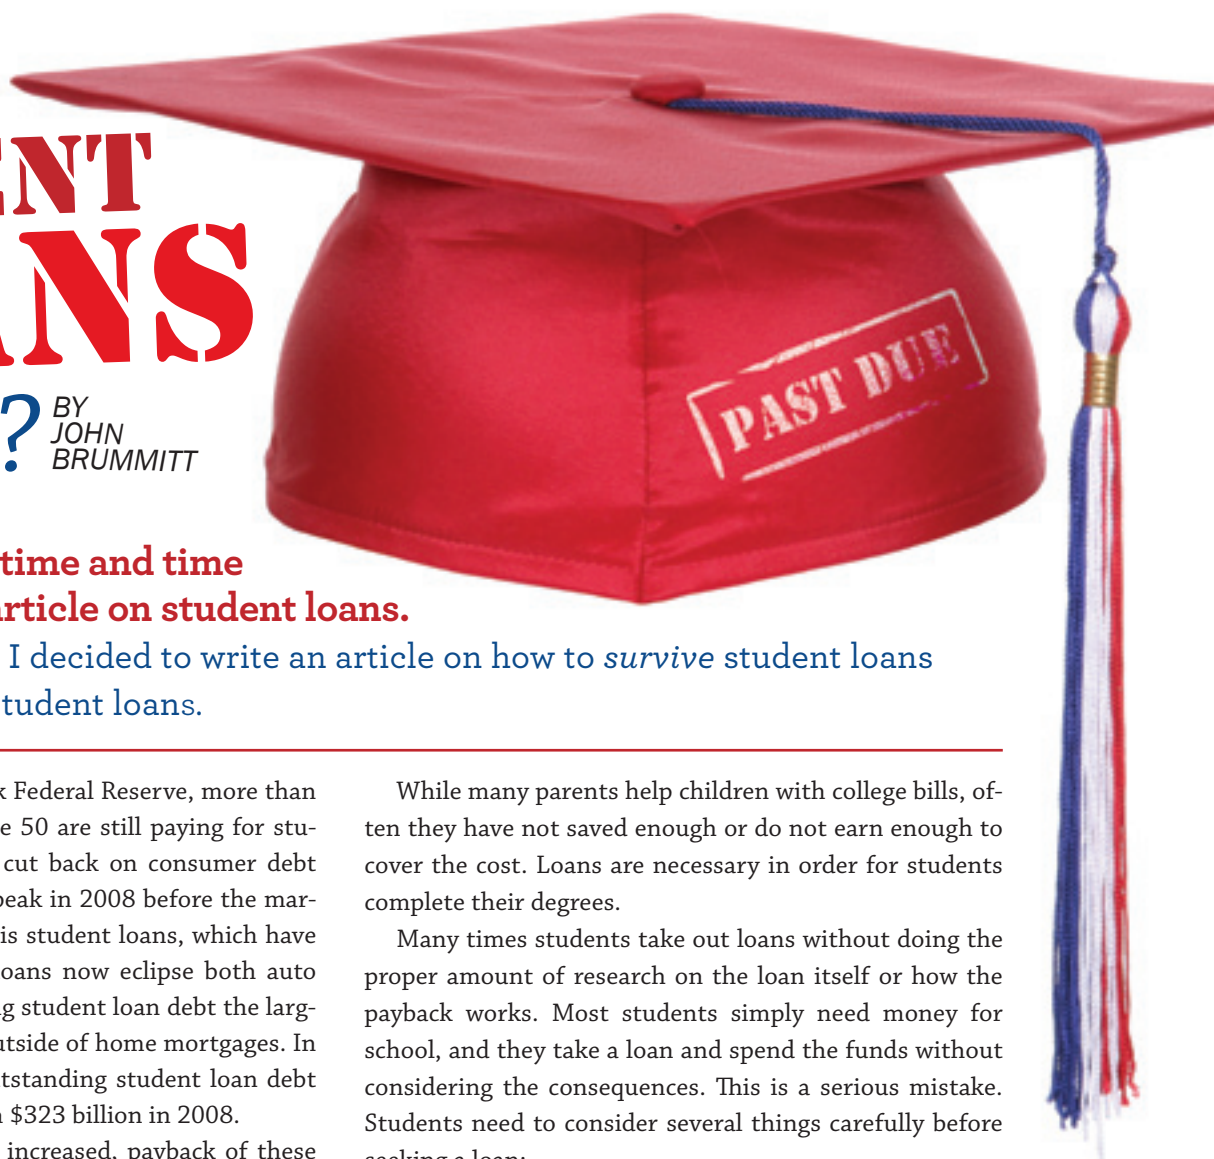 ENT
ANS
?
BY
JOHN
BRUMMITT
PAST DUE
time and time
article on student loans.
I decided to write an article on how to survive student loans
student loans.
k Federal Reserve, more than
e 50 are still paying for stu-
cut back on consumer debt
peak in 2008 before the mar-
is student loans, which have
oans now eclipse both auto
g student loan debt the larg-
utside of home mortgages. In
tstanding student loan debt
n $323 billion in 2008.
increased, payback of these
While many parents help children with college bills, of-
ten they have not saved enough or do not earn enough to
cover the cost. Loans are necessary in order for students
complete their degrees.
Many times students take out loans without doing the
proper amount of research on the loan itself or how the
payback works. Most students simply need money for
school, and they take a loan and spend the funds without
considering the consequences. This is a serious mistake.
Students need to consider several things carefully before
seeking a loan: